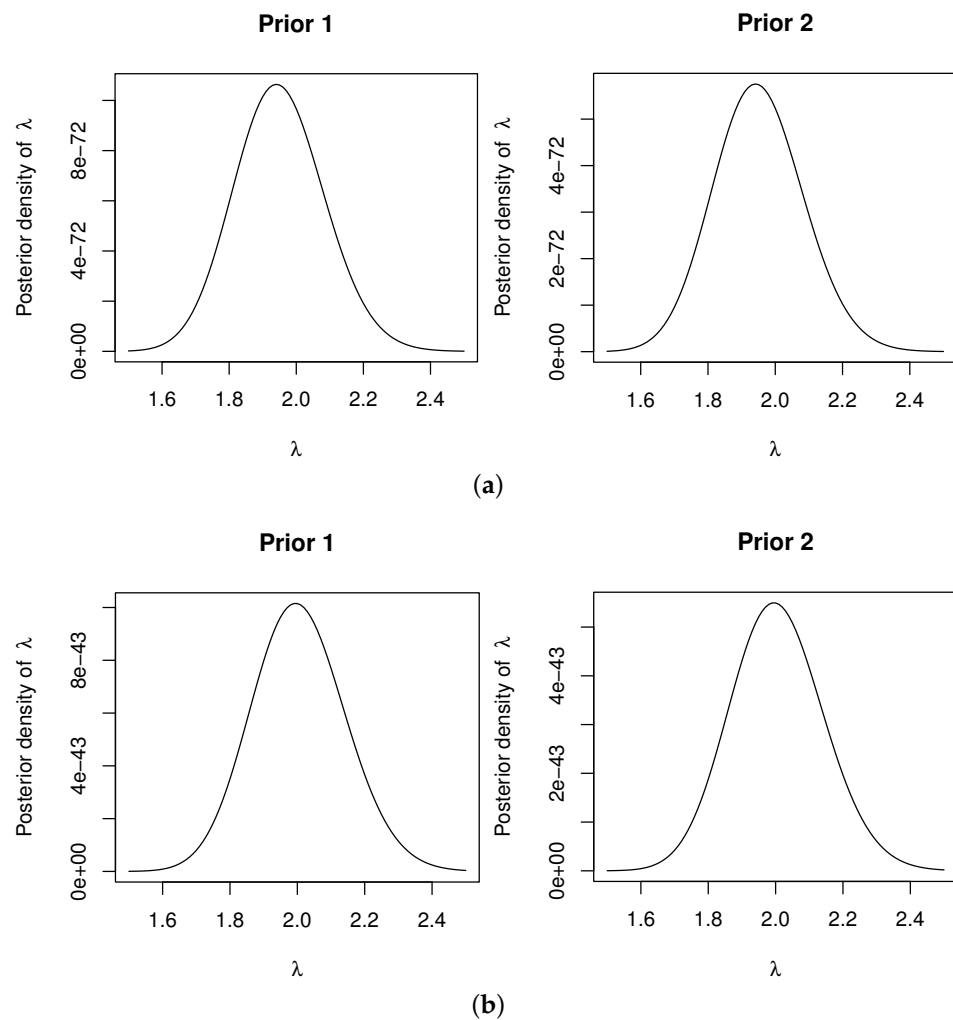 Prior 1
Posterior density of λ
0e+00 4e−72 8e−72
1.6 1.8 2.0 2.2 2.4
λ
Prior 2
Posterior density of λ
0e+00 2e−72 4e−72
1.6 1.8 2.0 2.2 2.4
λ
(a)
Prior 1
Posterior density of λ
0e+00 4e−43 8e−43
1.6 1.8 2.0 2.2 2.4
λ
Prior 2
Posterior density of λ
0e+00 2e−43 4e−43
1.6 1.8 2.0 2.2 2.4
λ
(b)